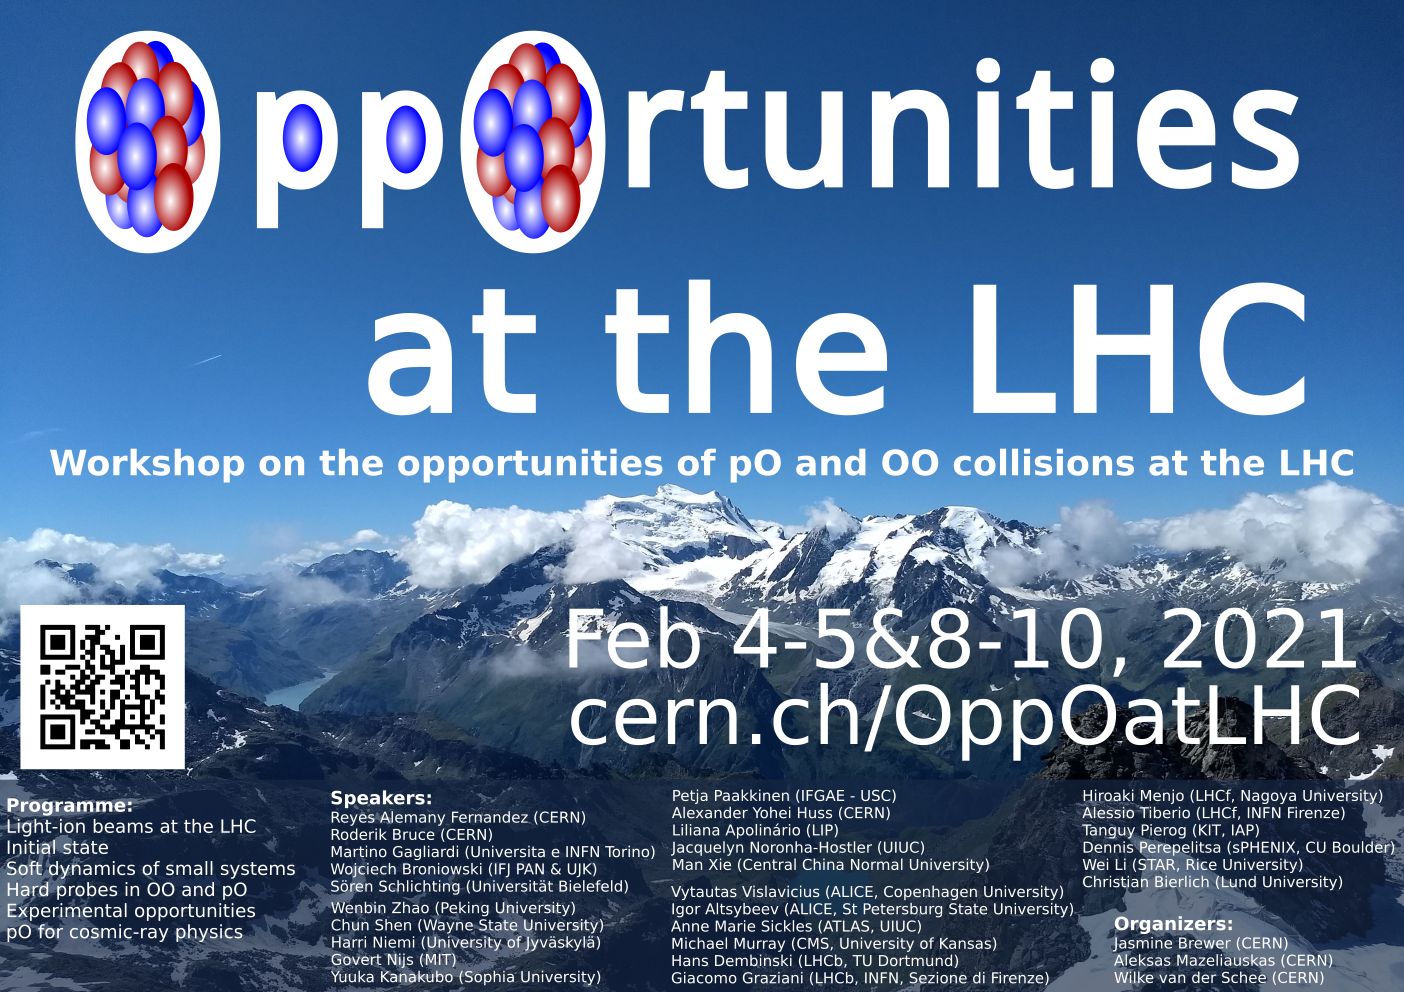 OppOrtunities
at the LHC
Workshop on the opportunities of pO and OO collisions at the LHC
Feb 4-5&8-10, 2021
cern.ch/OppOatLHC
Programme:
Light-ion beams at the LHC
Initial state
Soft dynamics of small systems
Hard probes in OO and pO
Experimental opportunities
pO for cosmic-ray physics
Speakers:
Reyes Alemany Fernandez (CERN)
Roderik Bruce (CERN)
Martino Gagliardi (Universita e INFN Torino)
Wojciech Broniowski (IFJ PAN & UJK)
Sören Schlichting (Universität Bielefeld)
Wenbin Zhao (Peking University)
Chun Shen (Wayne State University)
Harri Niemi (University of Jyväskylä)
Govert Nijs (MIT)
Yuuka Kanakubo (Sophia University)
Petja Paakkinen (IFGAE - USC)
Alexander Yohei Huss (CERN)
Liliana Apolinário (LIP)
Jacquelyn Noronha-Hostler (UIUC)
Man Xie (Central China Normal University)
Vytautas Vislavicius (ALICE, Copenhagen University)
Igor Altsybeev (ALICE, St Petersburg State University)
Anne Marie Sickles (ATLAS, UIUC)
Michael Murray (CMS, University of Kansas)
Hans Dembinski (LHCb, TU Dortmund)
Giacomo Graziani (LHCb, INFN, Sezione di Firenze)
Hiroaki Menjo (LHCf, Nagoya University)
Alessio Tiberio (LHCf, INFN Firenze)
Tanguy Pierog (KIT, IAP)
Dennis Perepelitsa (sPHENIX, CU Boulder)
Wei Li (STAR, Rice University)
Christian Bierlich (Lund University)
Organizers:
Jasmine Brewer (CERN)
Aleksas Mazeliauskas (CERN)
Wilke van der Schee (CERN)